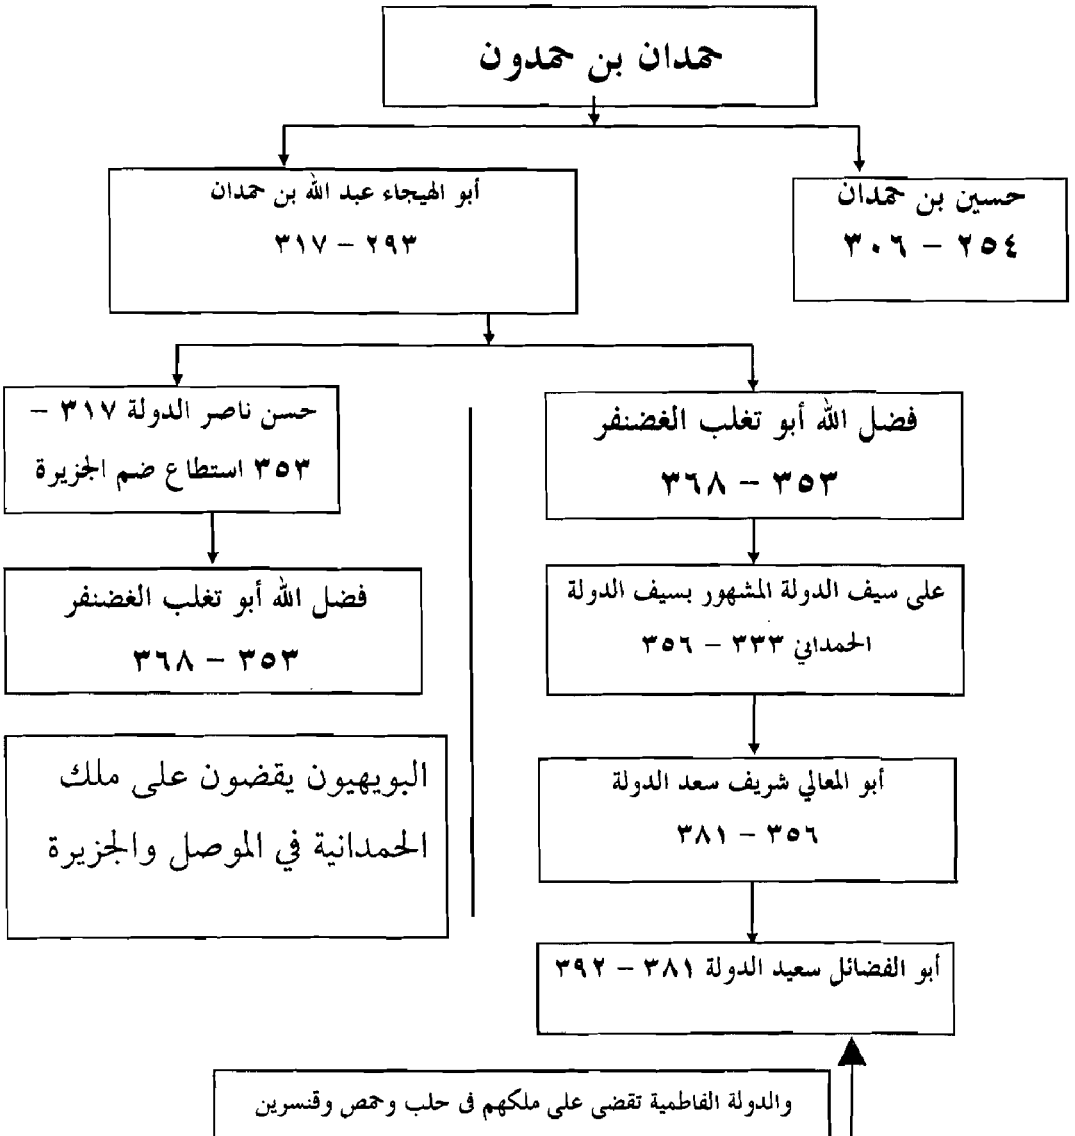 حمدان بن حمدون
حسين بن حمدان
٢٥٤ – ٣٠٦
أبو الهيجاء عبد الله بن حمدان
٢٩٣ – ٣١٧
فضل الله أبو تغلب الغضنفر
٣٥٣ – ٣٦٨
حسن ناصر الدولة ٣١٧ –
٣٥٣ استطاع ضم الجزيرة
على سيف الدولة المشهور بسيف الدولة
الحمداني ٣٣٣ – ٣٥٦
فضل الله أبو تغلب الغضنفر
٣٥٣ – ٣٦٨
أبو المعالي شريف سعد الدولة
٣٥٦ – ٣٨١
البويهيون يقضون على ملك
الحمدانية في الموصل والجزيرة
أبو الفضائل سعيد الدولة ٣٨١ – ٣٩٢
والدولة الفاطمية تقضى على ملكهم فى حلب وحمص وقنسرين